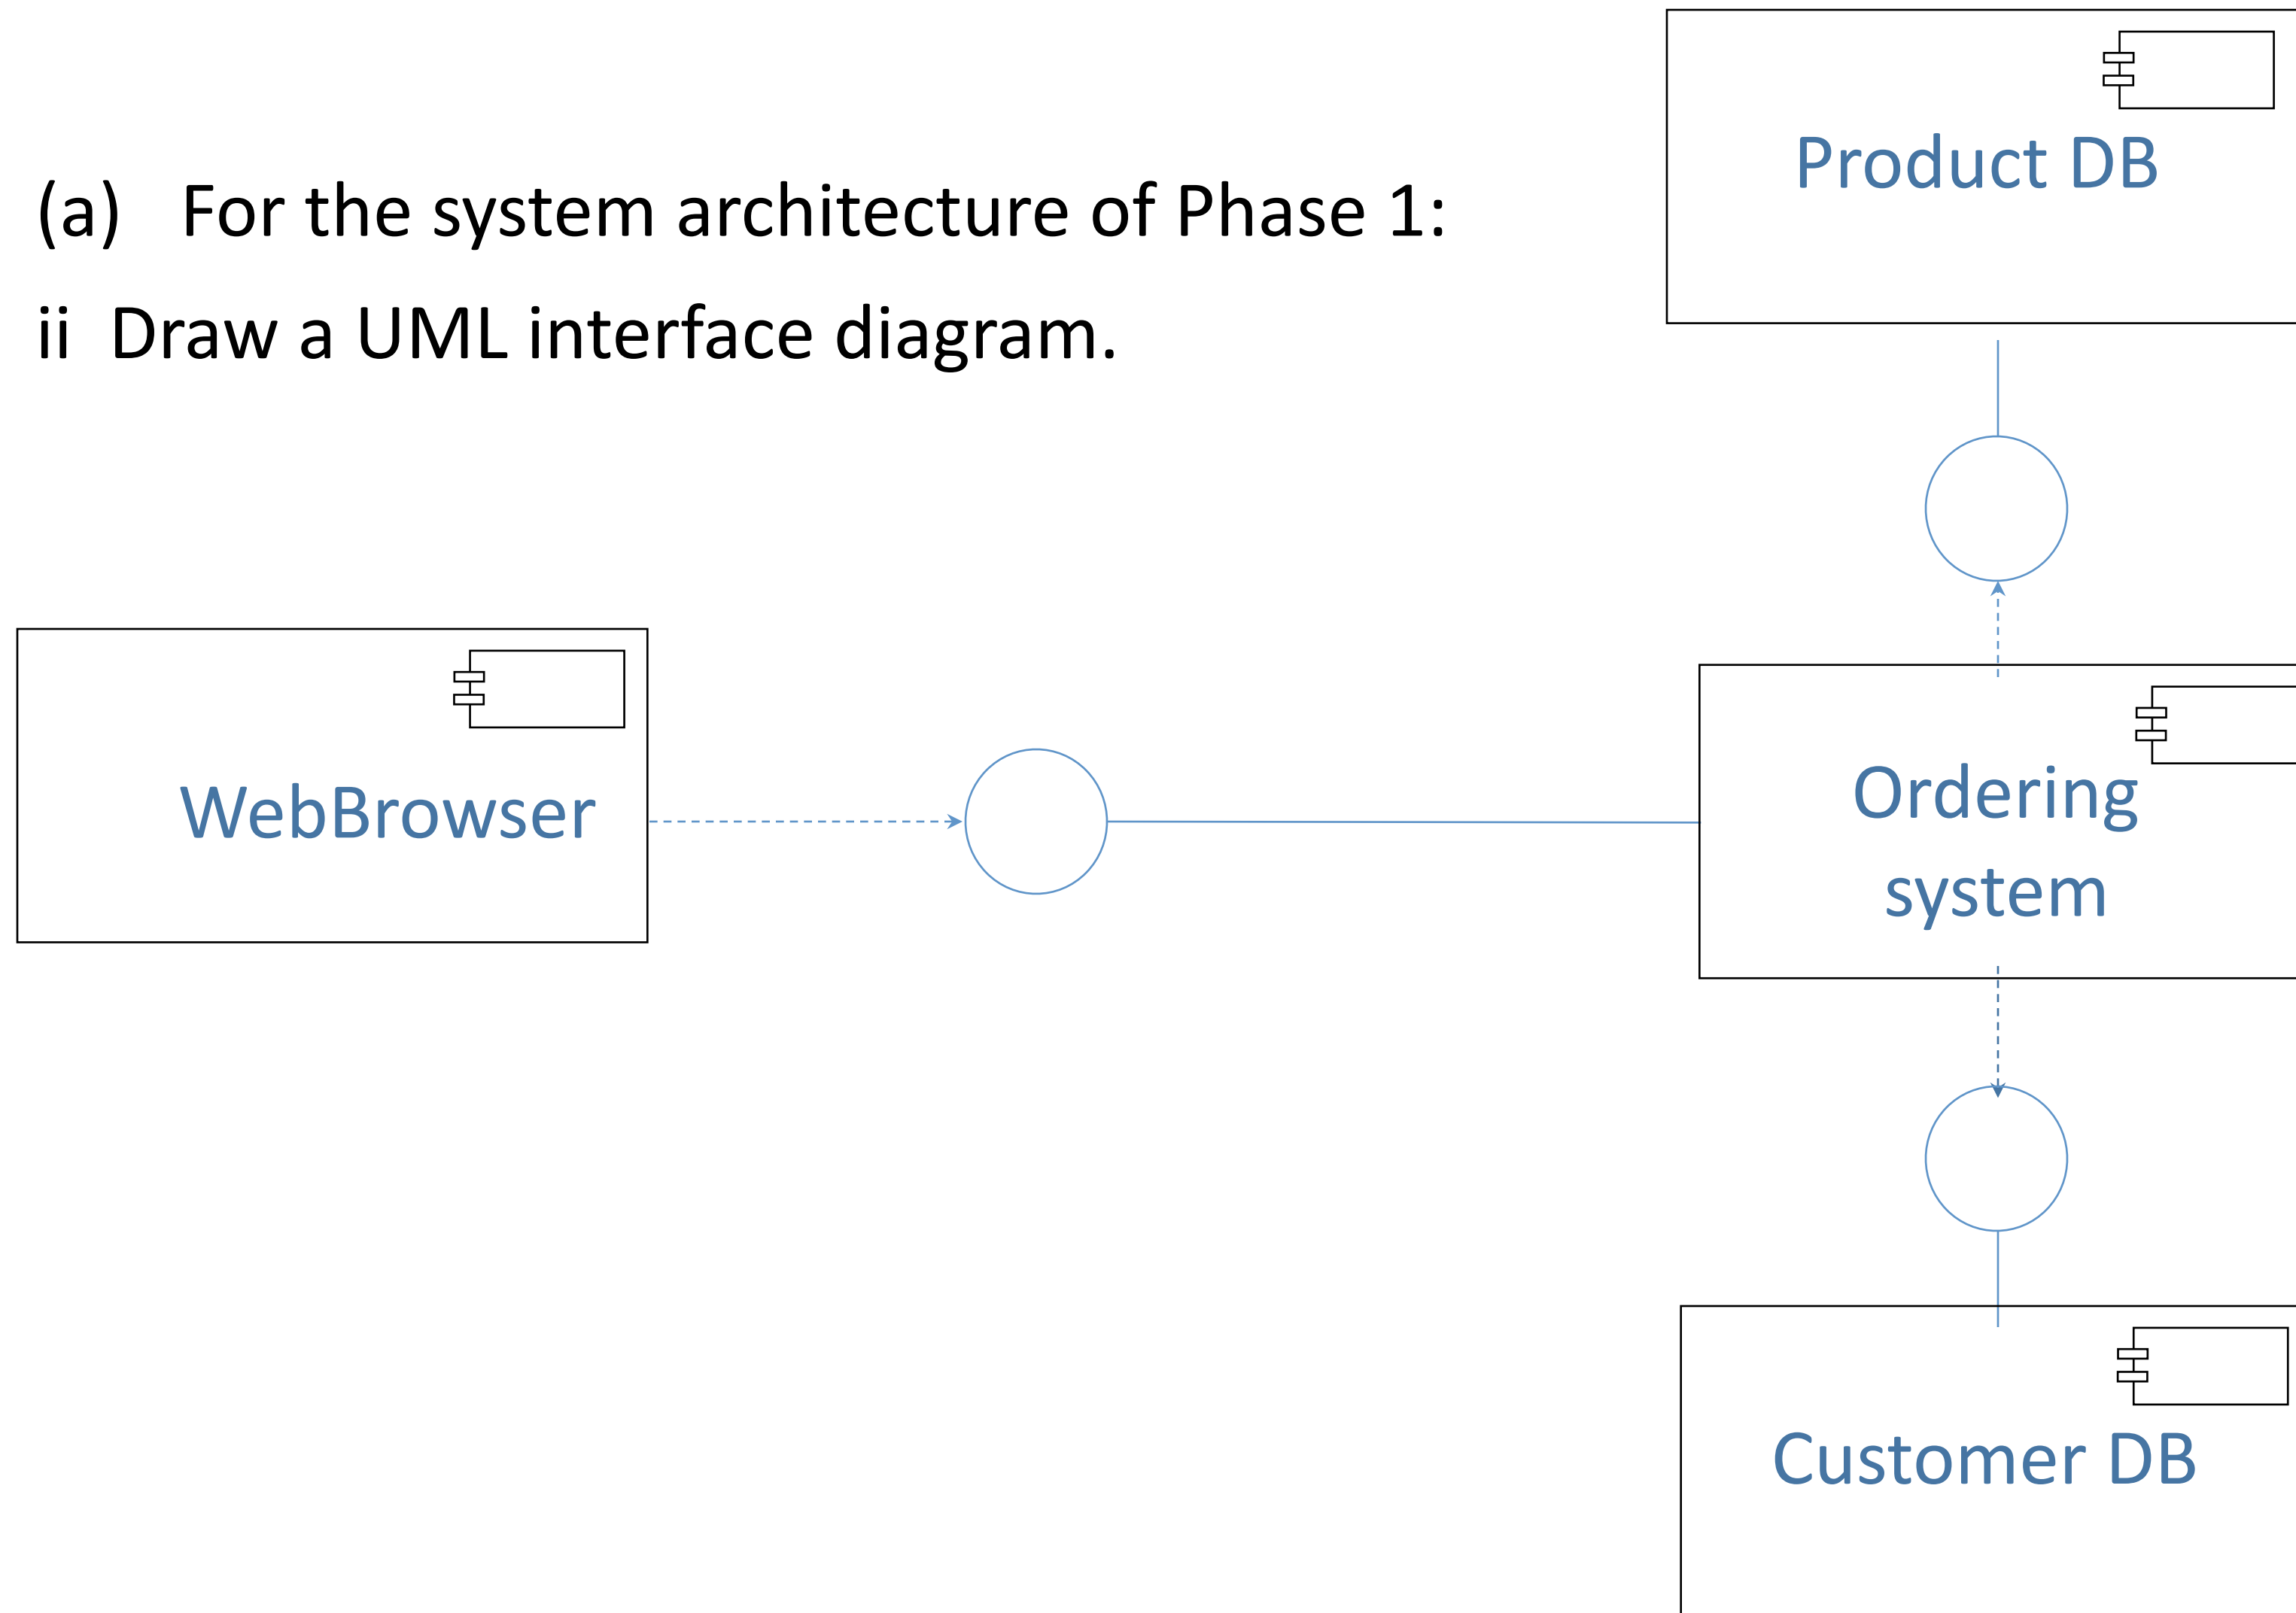 (a) For the system architecture of Phase 1:
ii Draw a UML interface diagram.
Product DB
WebBrowser
Ordering
system
Customer DB